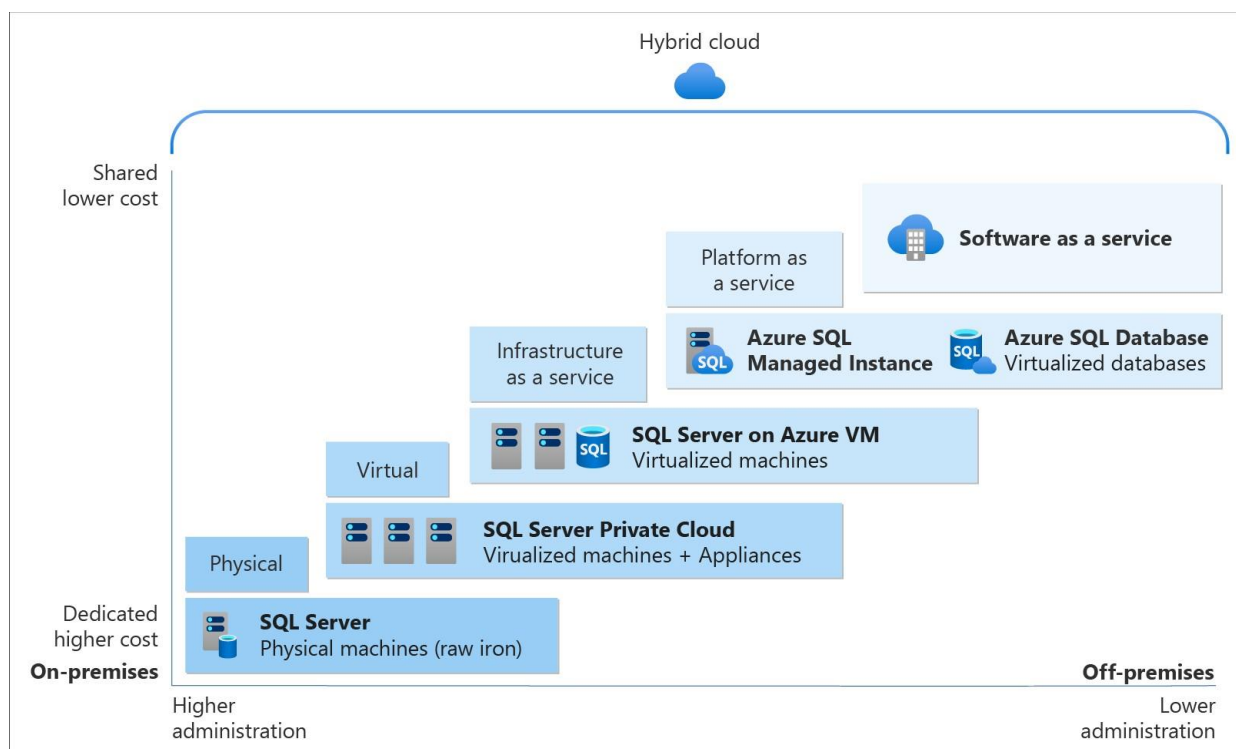 Hybrid cloud
Shared
lower cost
Software as a service
Platform as
a service
Azure SQL
Managed Instance
SQL
Azure SQL Database
Virtualized databases
SQL
Infrastructure
as a service
SQL Server on Azure VM
Virtualized machines
SQL
Virtual
SQL Server Private Cloud
Virualized machines + Appliances
Physical
SQL Server
Physical machines (raw iron)
Dedicated
higher cost
On-premises
Off-premises
Higher
administration
Lower
administration